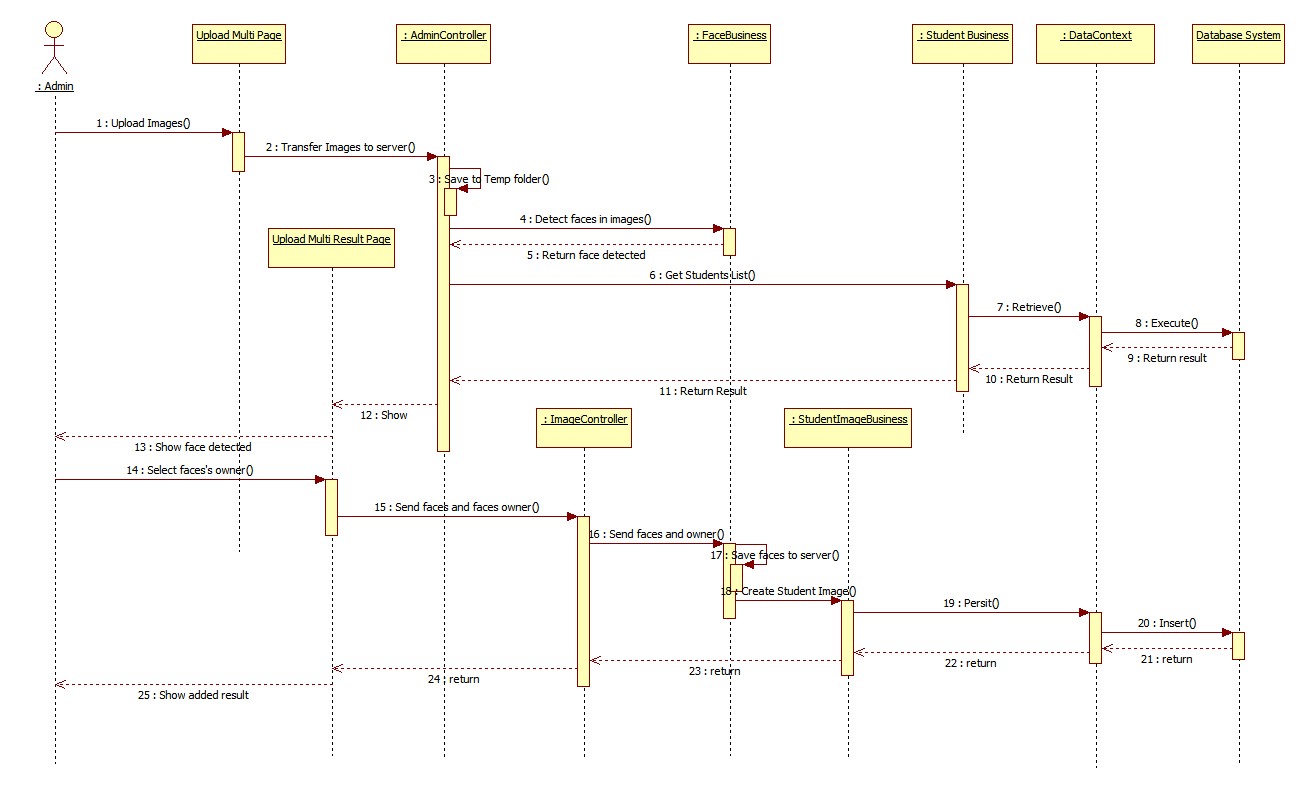 Upload Multi Page
: AdminController
: FaceBusiness
: Student Business
: DataContext
Database System
: Admin
1 : Upload Images()
2 : Transfer Images to server()
3 : Save to Temp folder()
4 : Detect faces in images()
Upload Multi Result Page
5 : Return face detected
6 : Get Students List()
7 : Retrieve()
8 : Execute()
9 : Return result
10 : Return Result
11 : Return Result
12 : Show
: ImageController
: StudentImageBusiness
13 : Show face detected
14 : Select faces's owner()
15 : Send faces and faces owner()
16 : Send faces and owner()
17 : Save faces to server()
18 : Create Student Image()
19 : Persit()
20 : Insert()
21 : return
22 : return
23 : return
24 : return
25 : Show added result